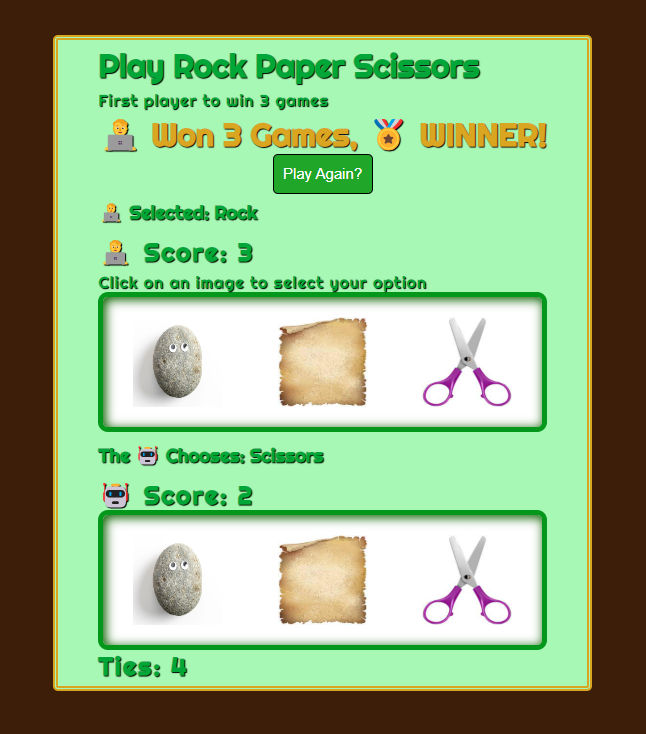 Play Rock Paper Scissors
First player to win 3 games
🧑‍💻 Won 3 Games, 🏅 WINNER!
Play Again?
🧑‍💻 Selected: Rock
🧑‍💻 Score: 3
Click on an image to select your option
The 🤖 Chooses: Scissors
🤖 Score: 2
Ties: 4